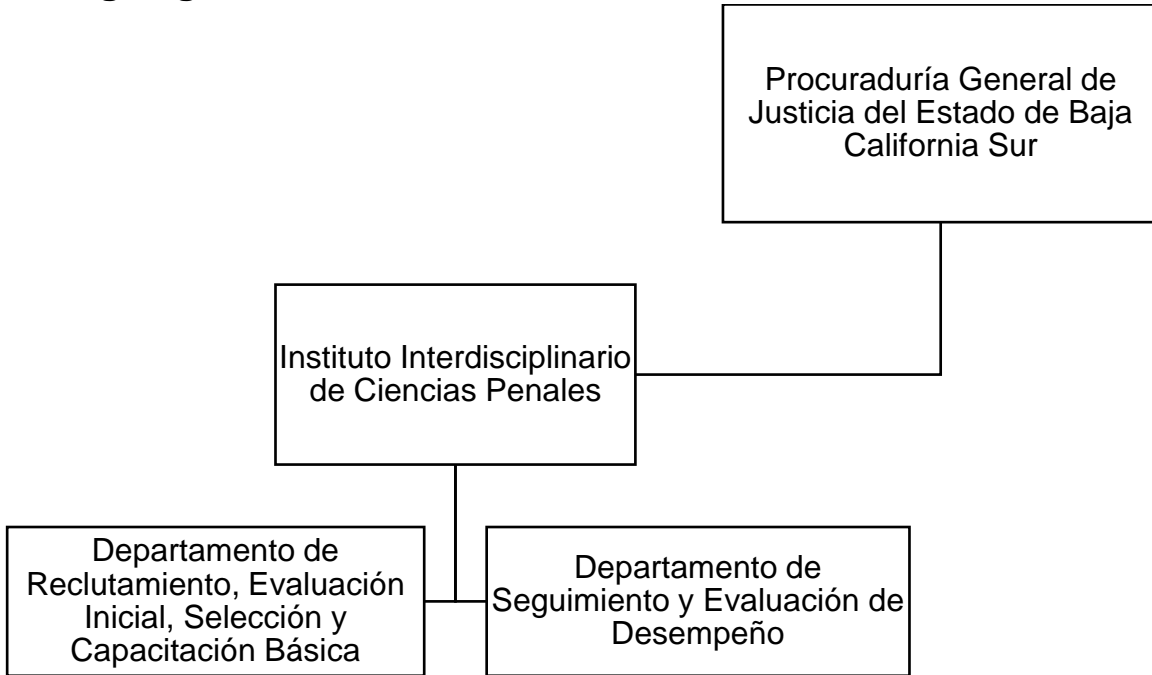 Procuraduría General de
Justicia del Estado de Baja
California Sur
Instituto Interdisciplinario
de Ciencias Penales
Departamento de
Reclutamiento, Evaluación
Inicial, Selección y
Capacitación Básica
Departamento de
Seguimiento y Evaluación de
Desempeño